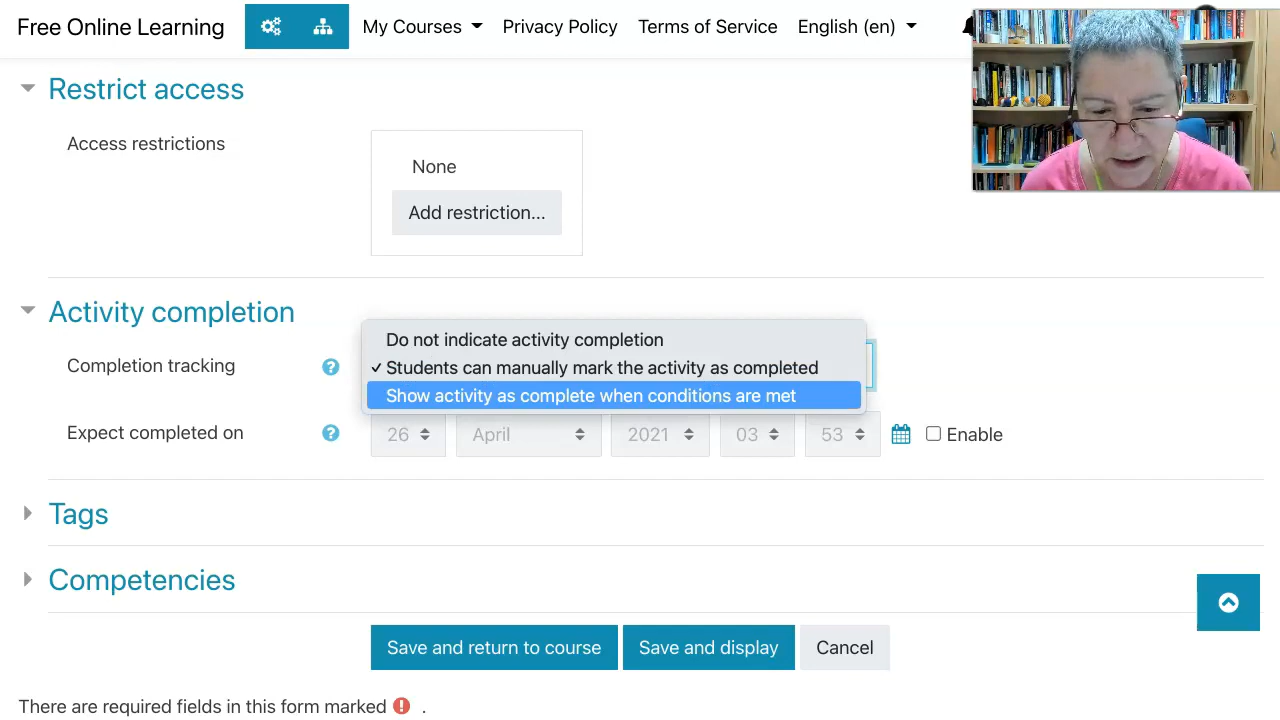 Free Online Learning My Courses Privacy Policy Terms of Service English (en)
Restrict access
Access restrictions
None
Add restriction...
Activity completion
Do not indicate activity completion
Completion tracking
✓ Students can manually mark the activity as completed
Show activity as complete when conditions are met
Expect completed on 26 April 2021 03 53 Enable
Tags
Competencies
Save and return to course Save and display Cancel
There are required fields in this form marked .